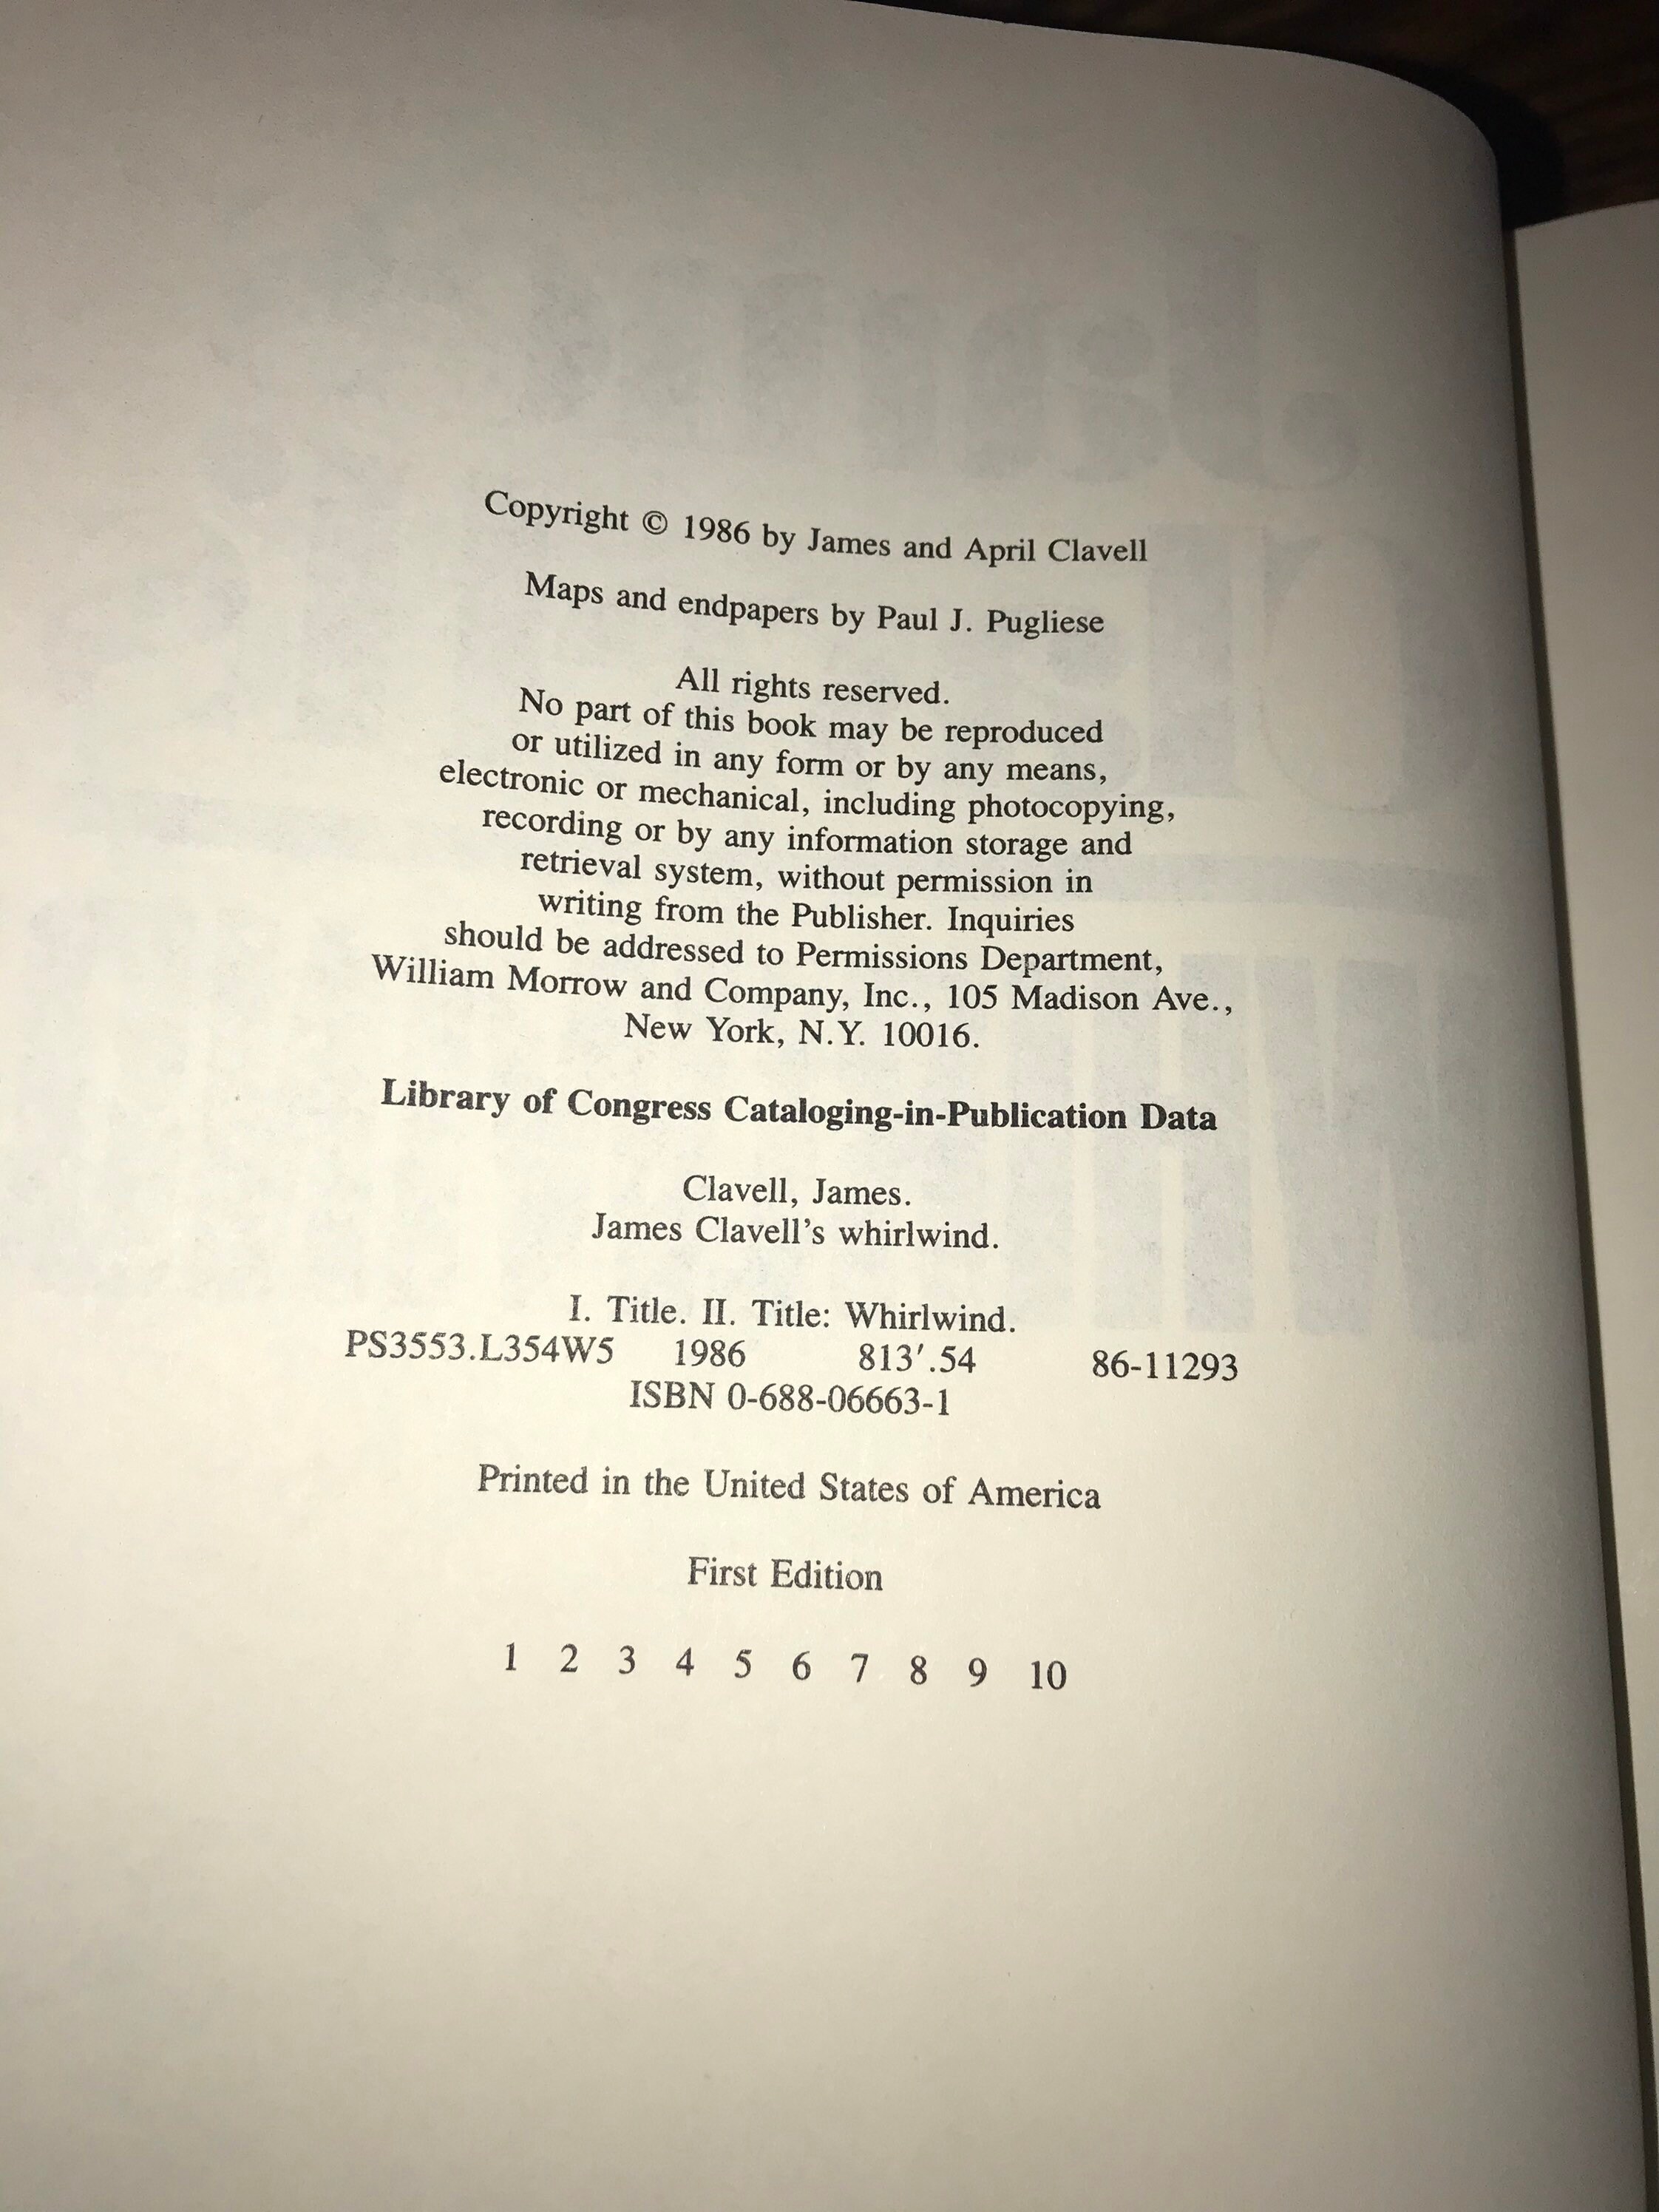 Copyright © 1986 by James and April Clavell
Maps and endpapers by Paul J. Pugliese
All rights reserved.
No part of this book may be reproduced
or utilized in any form or by any means,
electronic or mechanical, including photocopying,
recording or by any information storage and
retrieval system, without permission in
writing from the Publisher. Inquiries
should be addressed to Permissions Department,
William Morrow and Company, Inc., 105 Madison Ave.,
New York, N.Y. 10016.
Library of Congress Cataloging-in-Publication Data
Clavell, James.
James Clavell's whirlwind.
I. Title. II. Title: Whirlwind.
PS3553.L354W5 1986 813′.54 86-11293
ISBN 0-688-06663-1
Printed in the United States of America
First Edition
1 2 3 4 5 6 7 8 9 10